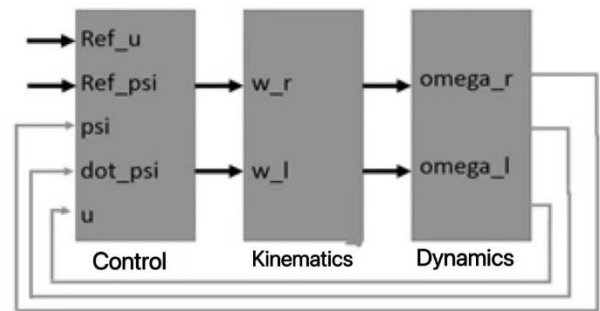 Ref_u
Ref_psi
psi
dot_psi
u
w_r
w_l
omega_r
omega_l
Control
Kinematics
Dynamics